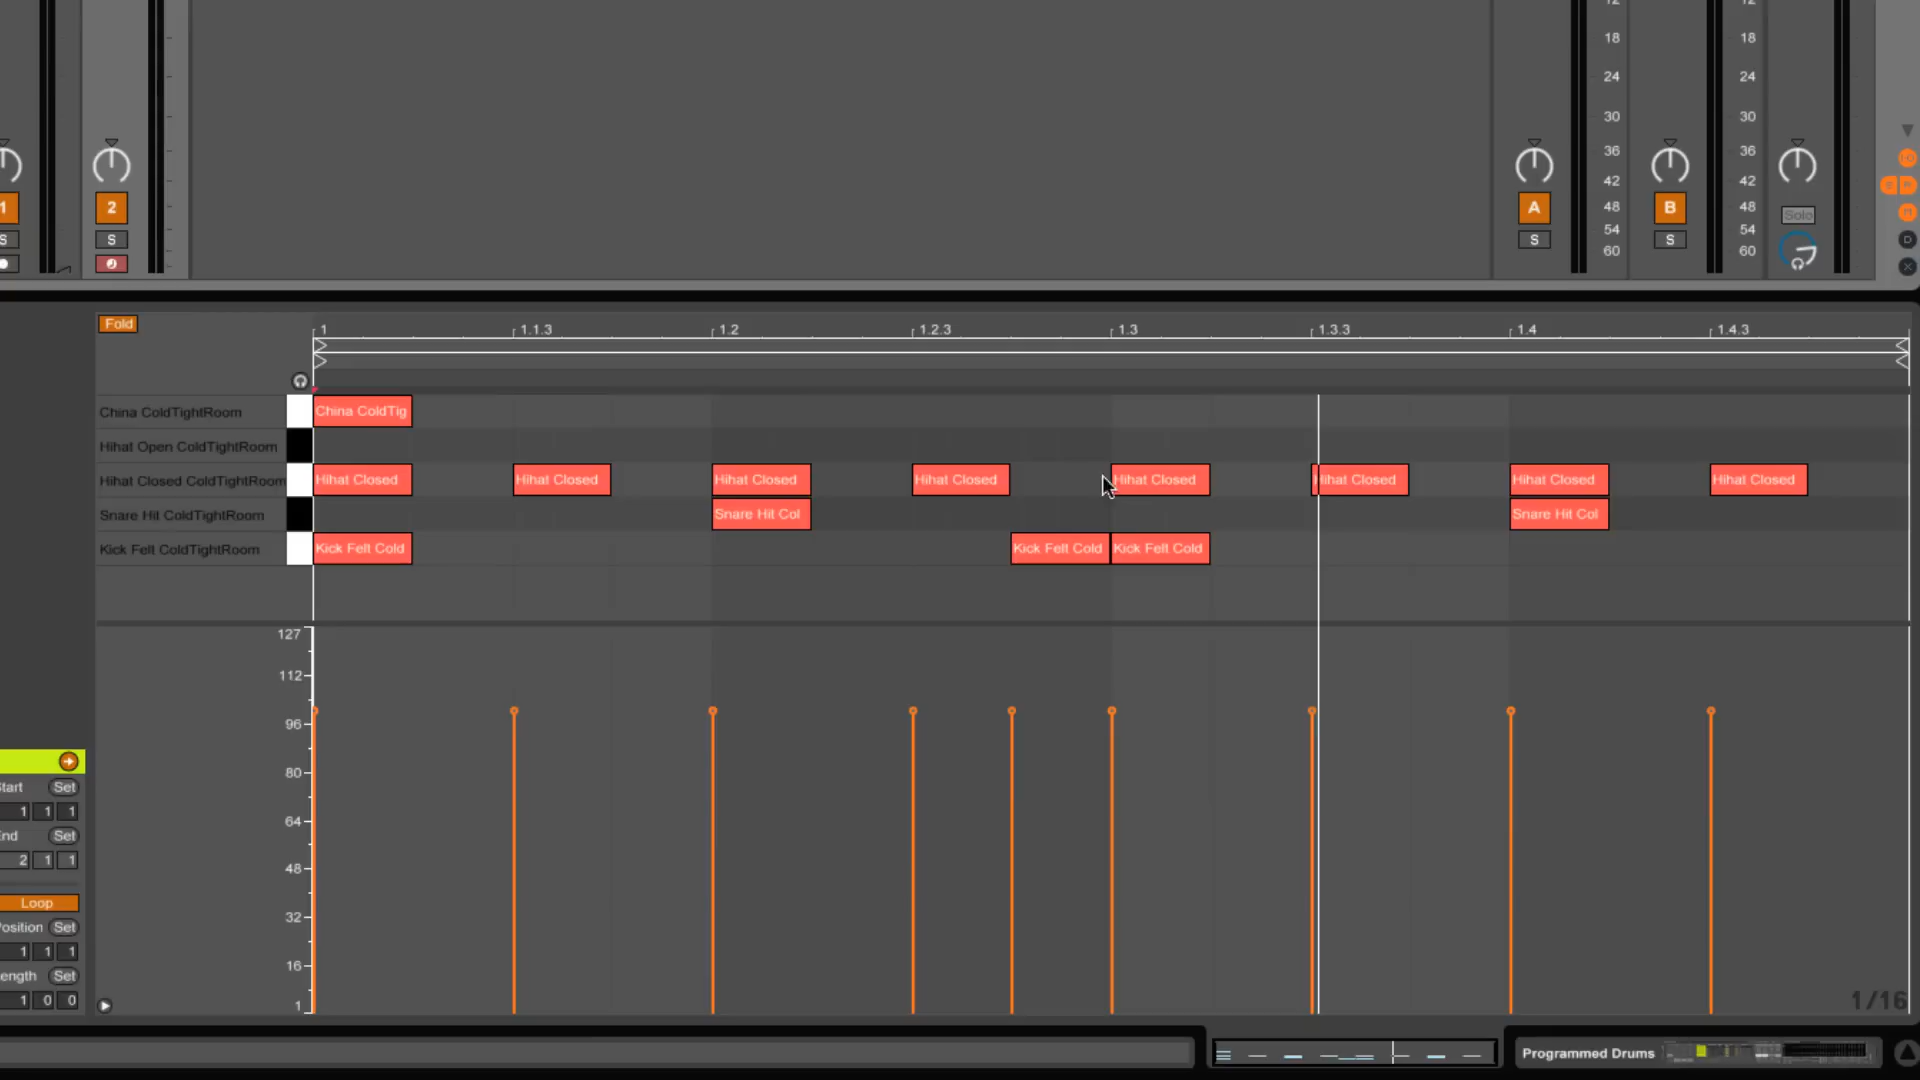 12 12
18 18
24 24
30 30
36 36
42 42
48 48
54 54
60 60
1 2 A B Solo
S S S S
D
Fold
1 1.1.3 1.2 1.2.3 1.3 1.3.3 1.4 1.4.3
China ColdTightRoom China ColdTig
Hihat Open ColdTightRoom
Hihat Closed ColdTightRoom Hihat Closed Hihat Closed Hihat Closed Hihat Closed Hihat Closed Hihat Closed Hihat Closed Hihat Closed
Snare Hit ColdTightRoom Snare Hit Col Snare Hit Col
Kick Felt ColdTightRoom Kick Felt Cold Kick Felt Cold Kick Felt Cold
127
112
96
80
64
48
32
16
1
Start Set
1 1 1
End Set
2 1 1
Loop
Position Set
1 1 1
Length Set
1 0 0
1/16
Programmed Drums